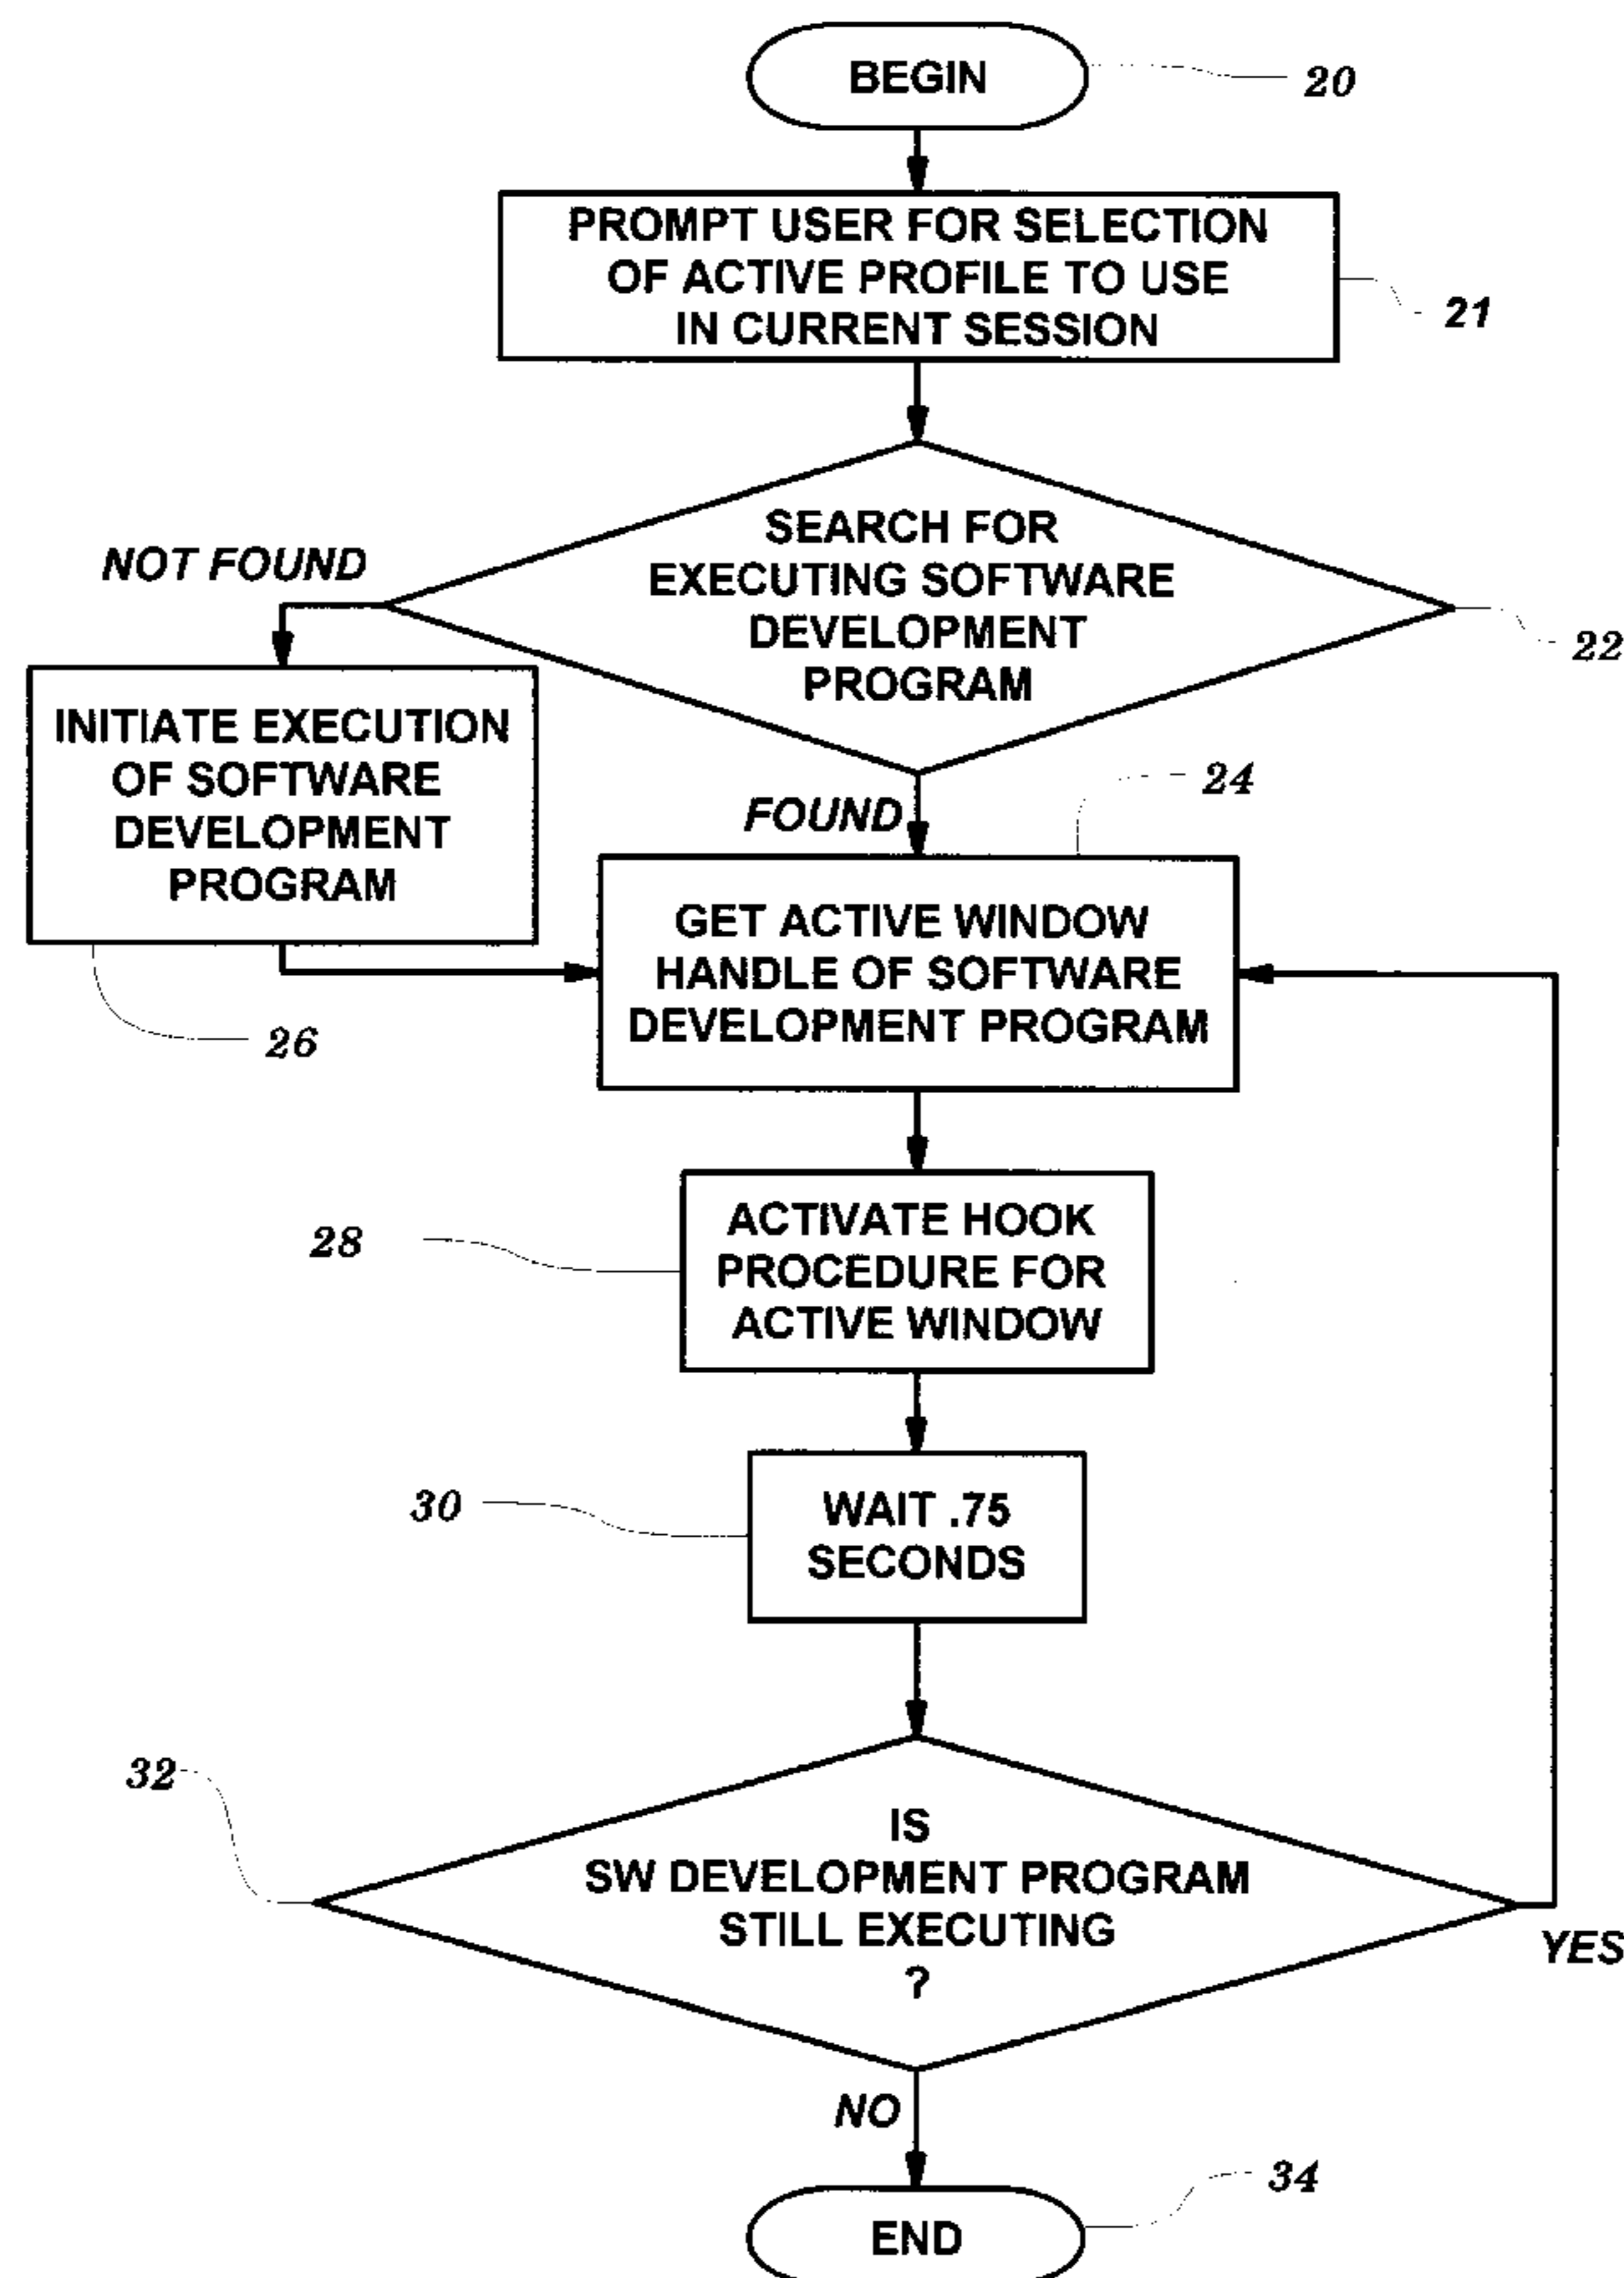 BEGIN
20
PROMPT USER FOR SELECTION
OF ACTIVE PROFILE TO USE
IN CURRENT SESSION
21
SEARCH FOR
EXECUTING SOFTWARE
DEVELOPMENT
PROGRAM
22
NOT FOUND
INITIATE EXECUTION
OF SOFTWARE
DEVELOPMENT
PROGRAM
26
FOUND
24
GET ACTIVE WINDOW
HANDLE OF SOFTWARE
DEVELOPMENT PROGRAM
28
ACTIVATE HOOK
PROCEDURE FOR
ACTIVE WINDOW
30
WAIT .75
SECONDS
32
IS
SW DEVELOPMENT PROGRAM
STILL EXECUTING
?
YES
NO
34
END